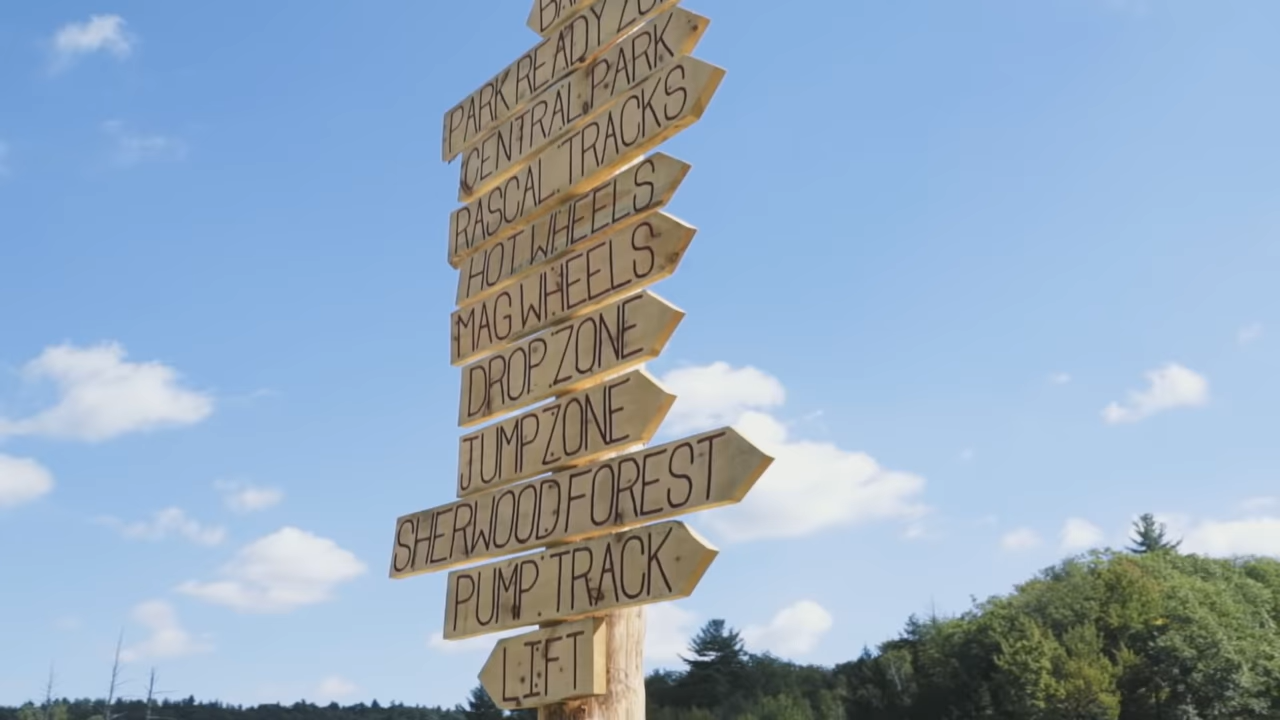 PARK READY ZO
CENTRAL PARK
RASCAL TRACKS
HOT WHEELS
MAG WHEELS
DROP ZONE
JUMP ZONE
SHERWOOD FOREST
PUMP TRACK
LIFT